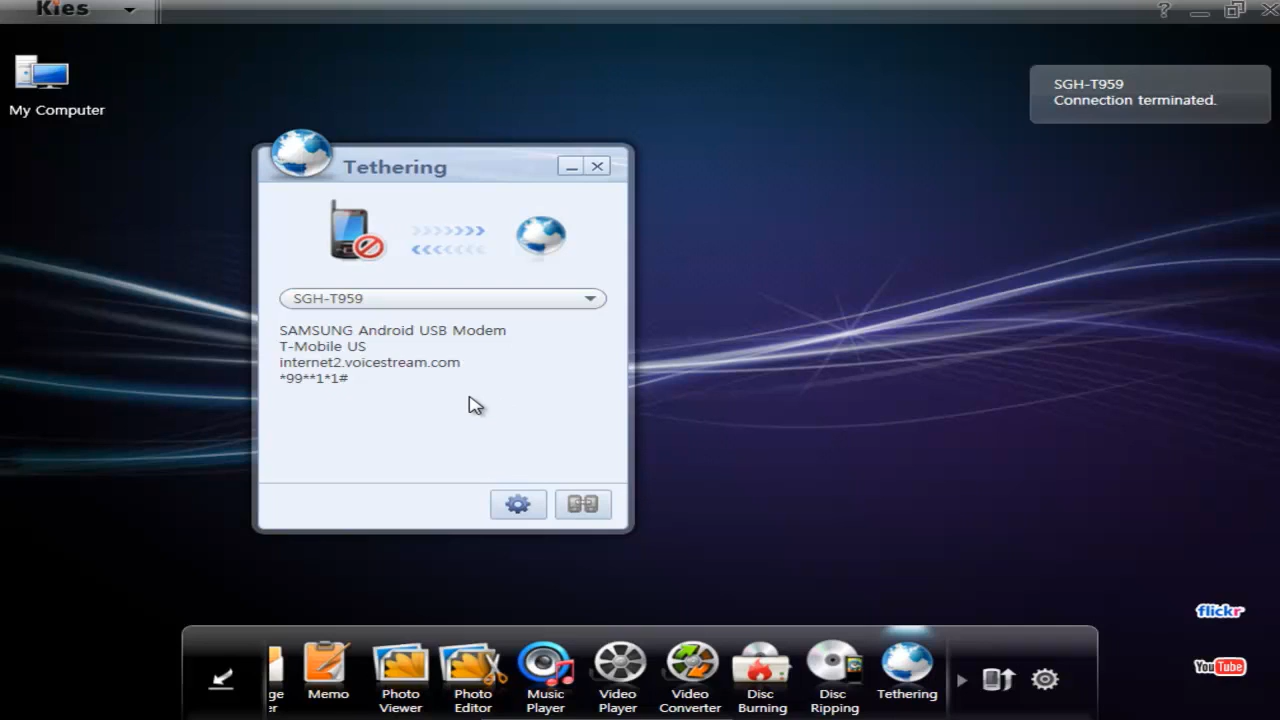 Kies
My Computer
SGH-T959
Connection terminated.
Tethering
SGH-T959
SAMSUNG Android USB Modem
T-Mobile US
internet2.voicestream.com
*99**1*1#
flickr
YouTube
ge
er
Memo
Photo
Viewer
Photo
Editor
Music
Player
Video
Player
Video
Converter
Disc
Burning
Disc
Ripping
Tethering